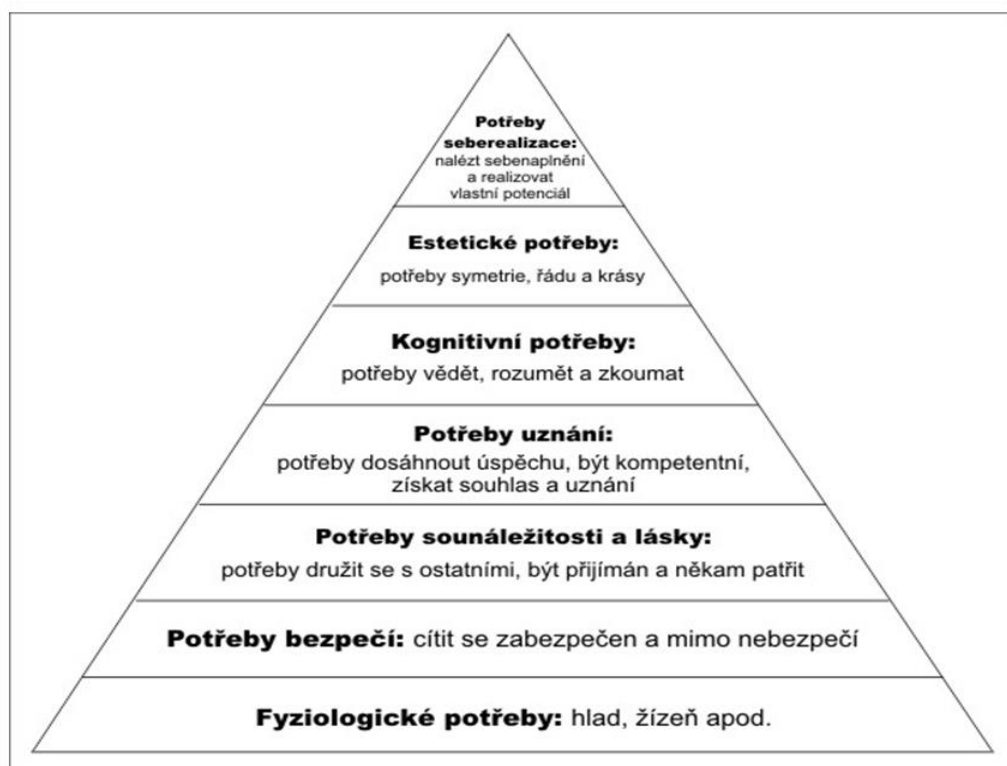 Potřeby
seberealizace:
nalézt sebenaplnění
a realizovat
vlastní potenciál
Estetické potřeby:
potřeby symetrie, řádu a krásy
Kognitivní potřeby:
potřeby vědět, rozumět a zkoumat
Potřeby uznání:
potřeby dosáhnout úspěchu, být kompetentní,
získat souhlas a uznání
Potřeby sounáležitosti a lásky:
potřeby družit se s ostatními, být přijímán a někam patřit
Potřeby bezpečí: cítit se zabezpečen a mimo nebezpečí
Fyziologické potřeby: hlad, žízeň apod.